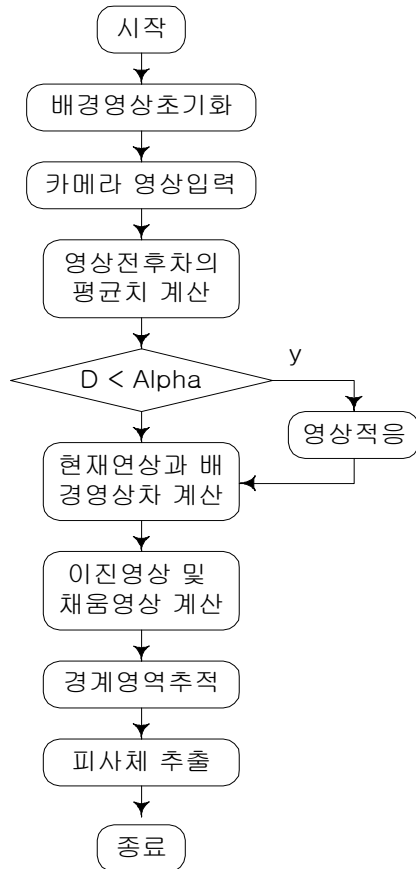 시작
배경영상초기화
카메라 영상입력
영상전후차의
평균치 계산
y
D < Alpha
영상적응
현재연상과 배
경영상차 계산
이진영상 및
채움영상 계산
경계영역추적
피사체 추출
종료